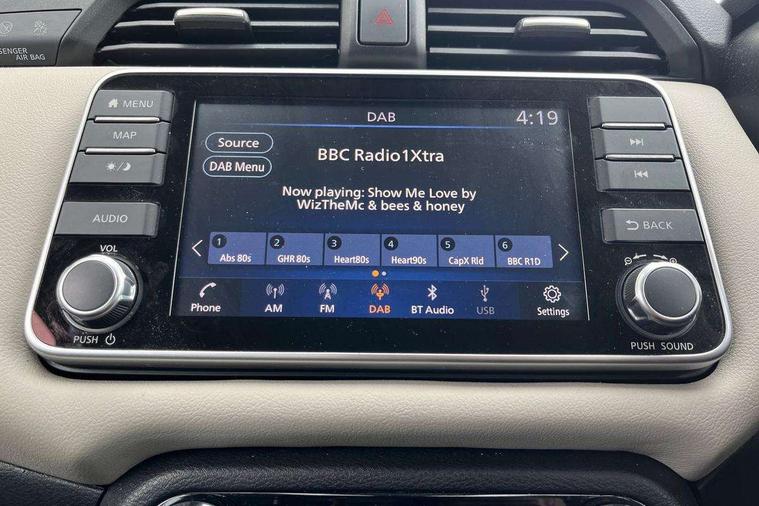 PASSENGER
AIR BAG
MENU
MAP
AUDIO
VOL
PUSH
DAB
4:19
Source
DAB Menu
BBC Radio1Xtra
Now playing: Show Me Love by
WizTheMc & bees & honey
1 Abs 80s
2 GHR 80s
3 Heart80s
4 Heart90s
5 CapX Rld
6 BBC R1D
Phone
AM
FM
DAB
BT Audio
USB
Settings
BACK
PUSH SOUND